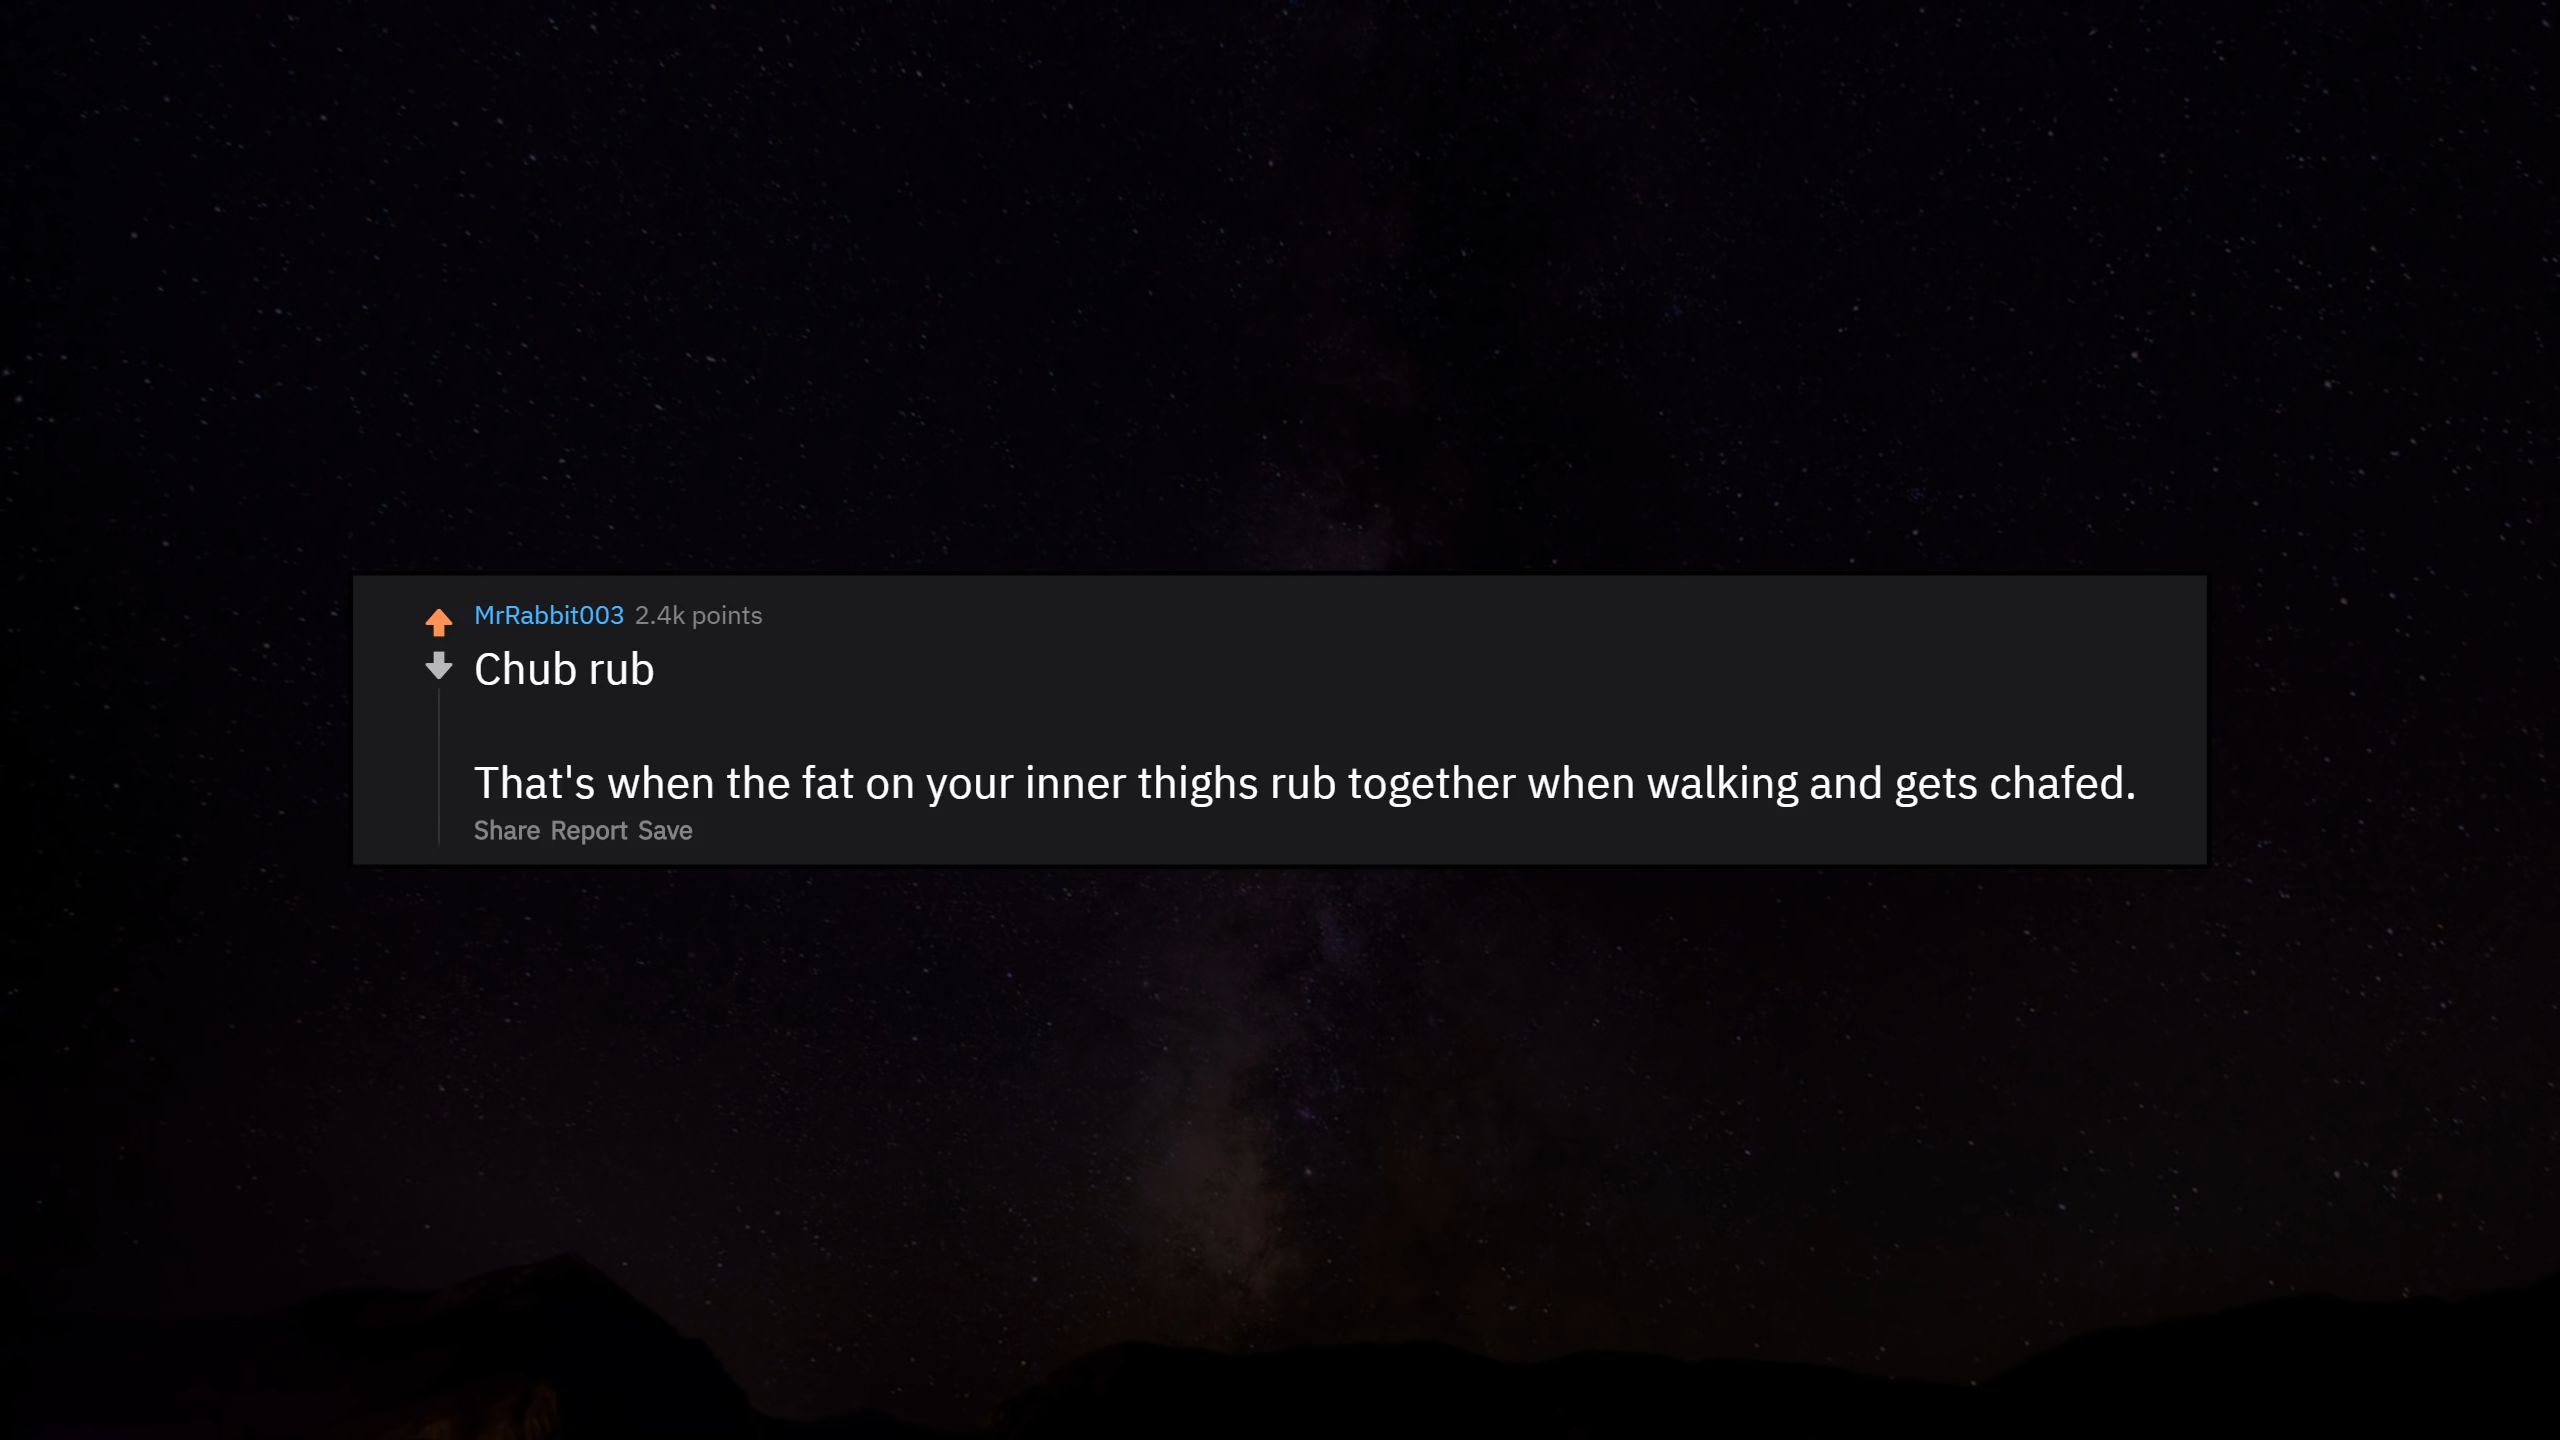 MrRabbit003 2.4k points
Chub rub
That's when the fat on your inner thighs rub together when walking and gets chafed.
Share Report Save